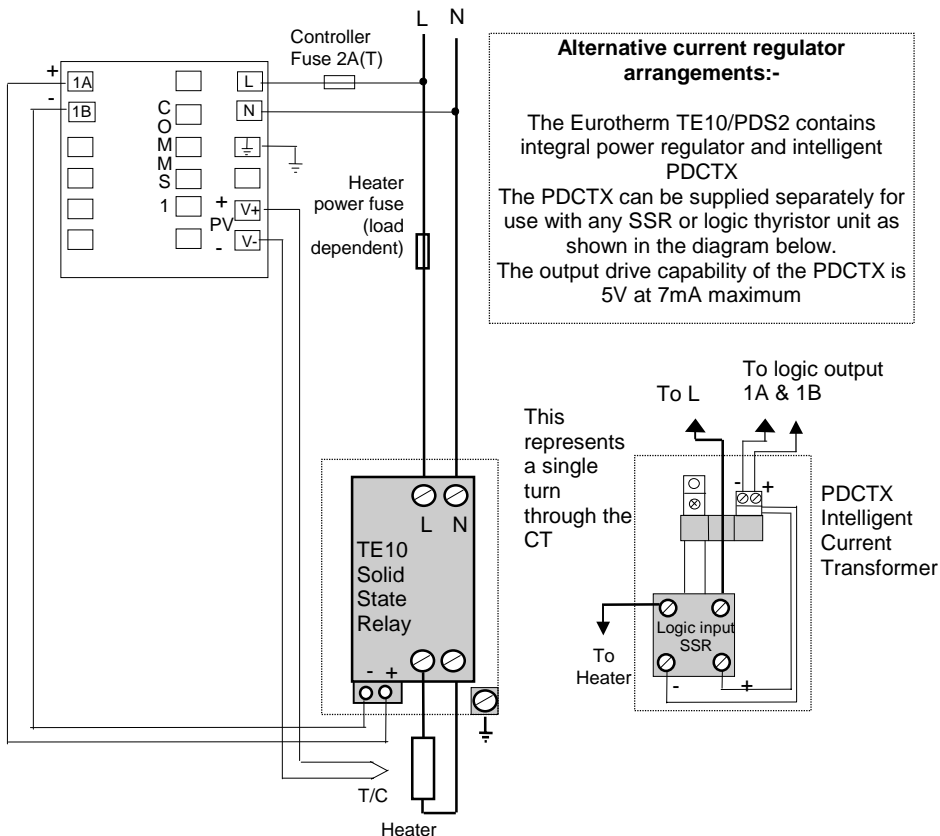 L N
Controller
Fuse 2A(T)
+ 1A
- 1B
COMMS 1
L
N
+ V+
PV
- V-
Heater
power fuse
(load
dependent)
Alternative current regulator
arrangements:-
The Eurotherm TE10/PDS2 contains
integral power regulator and intelligent
PDCTX
The PDCTX can be supplied separately for
use with any SSR or logic thyristor unit as
shown in the diagram below.
The output drive capability of the PDCTX is
5V at 7mA maximum
L N
TE10
Solid
State
Relay
- +
T/C
Heater
This
represents
a single
turn
through the
CT
To L
To logic output
1A & 1B
- +
PDCTX
Intelligent
Current
Transformer
Logic input
SSR
To
Heater
- +